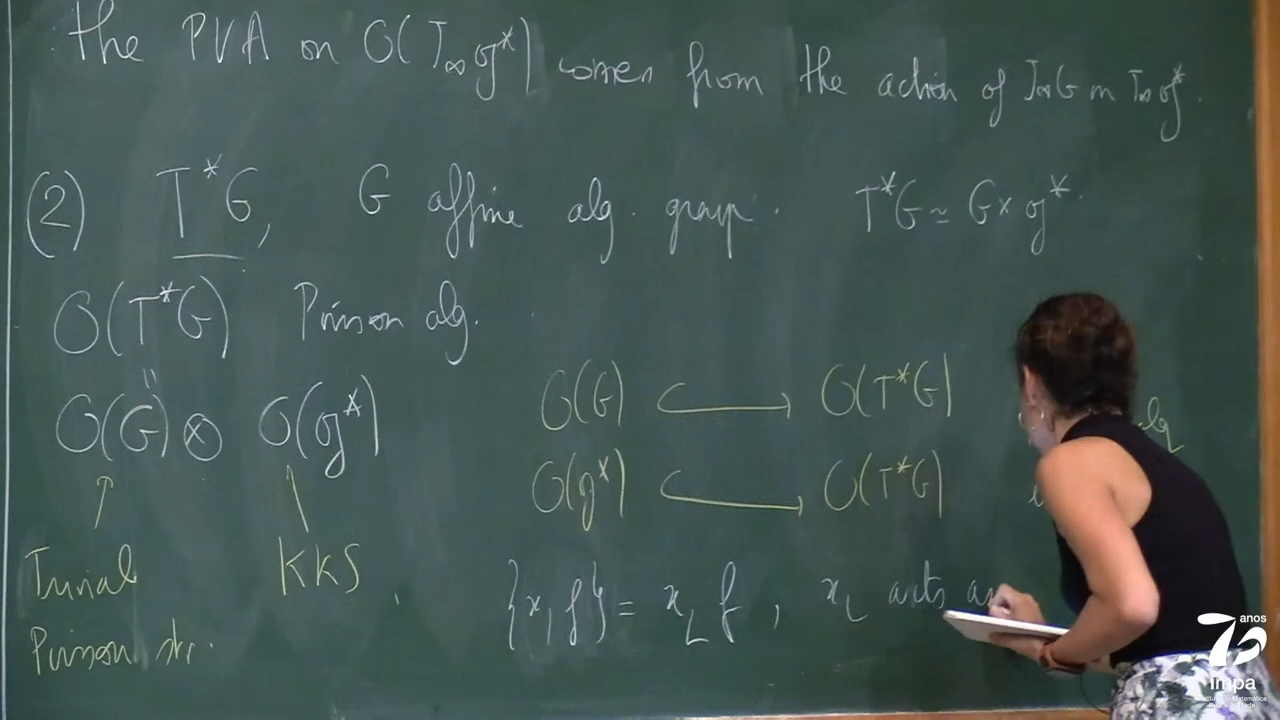 the PVA on O(J∞ g*) comes from the action of J∞G on J∞ g*.
(2) T*G, G affine alg. group. T*G ≃ G × g*.
O(T*G) Poisson alg.
"
O(G) ⊗ O(g*)
↑ ↑
Trivial KKS,
Poisson str.
O(G) ↪ O(T*G)
O(g*) ↪ O(T*G)
{x, f} = x_L f, x_L acts as
7 anos
impa